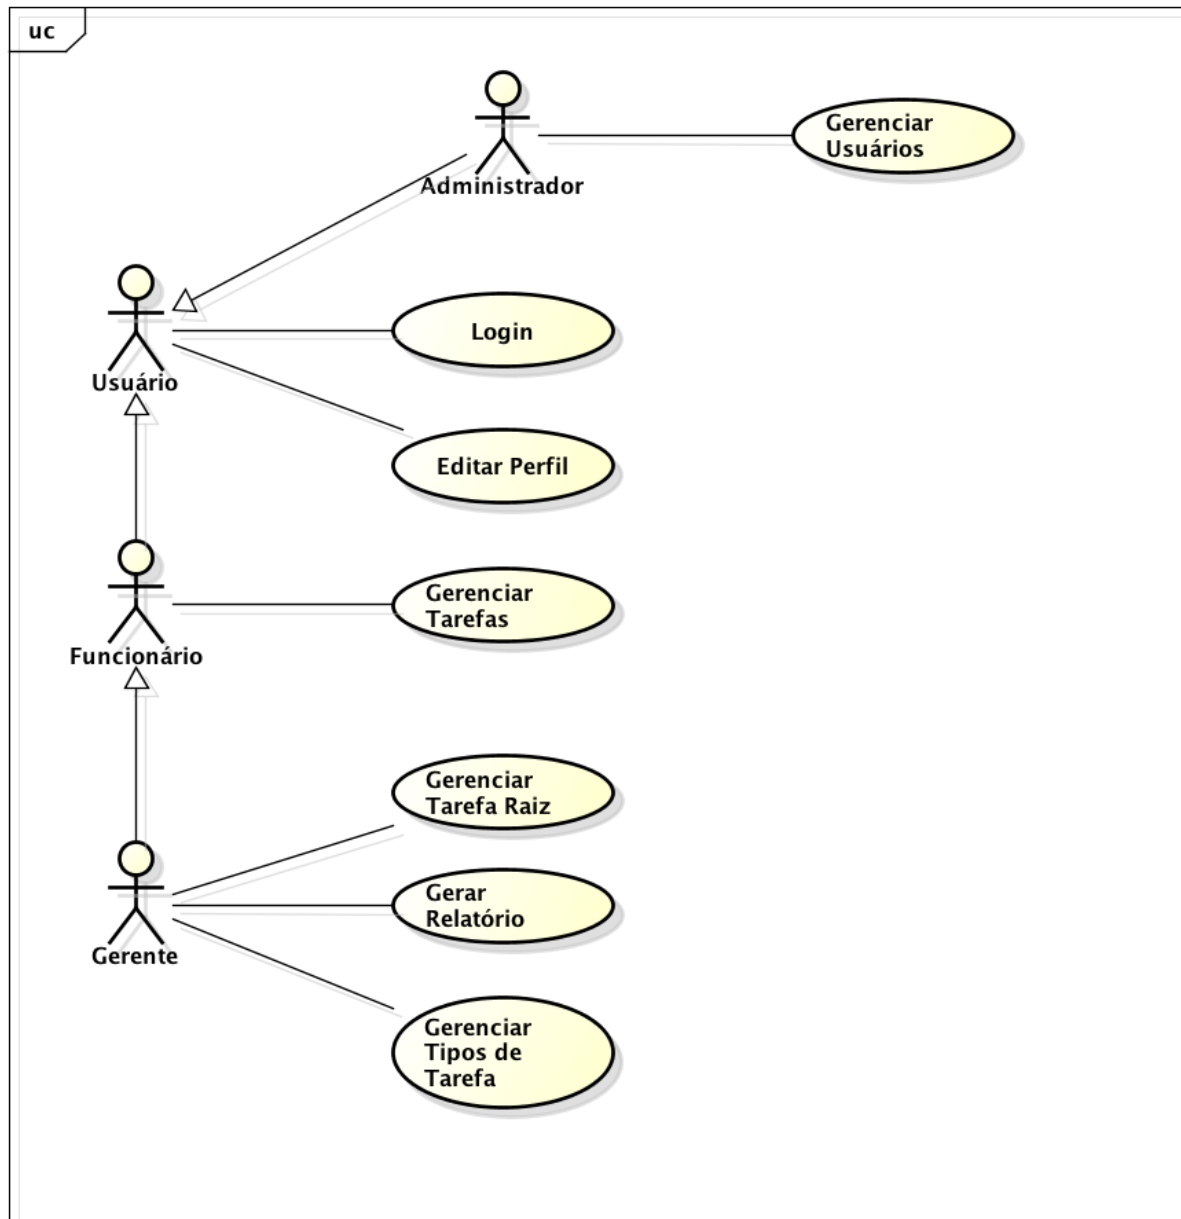 uc
Gerenciar
Usuários
Administrador
Usuário
Login
Editar Perfil
Funcionário
Gerenciar
Tarefas
Gerenciar
Tarefa Raiz
Gerente
Gerar
Relatório
Gerenciar
Tipos de
Tarefa